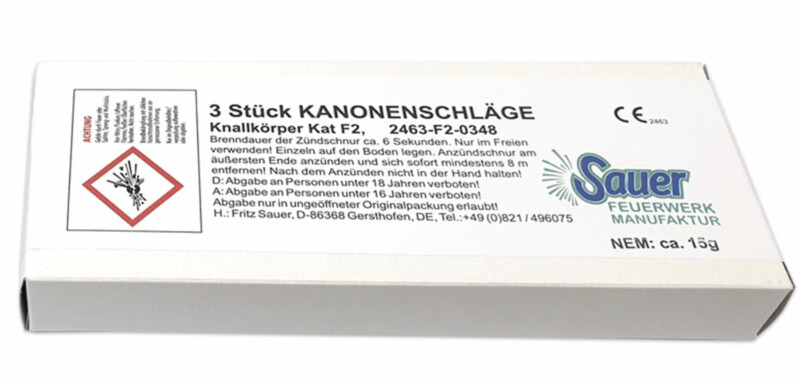 ACHTUNG
3 Stück KANONENSCHLÄGE
Knallkörper Kat F2, 2463-F2-0348
Brenndauer der Zündschnur ca. 6 Sekunden. Nur im Freien
verwenden! Einzeln auf den Boden legen. Anzündschnur am
äußersten Ende anzünden und sich sofort mindestens 8 m
entfernen! Nach dem Anzünden nicht in der Hand halten!
D: Abgabe an Personen unter 18 Jahren verboten!
A: Abgabe an Personen unter 16 Jahren verboten!
Abgabe nur in ungeöffneter Originalpackung erlaubt!
H.: Fritz Sauer, D-86368 Gersthofen, DE, Tel.:+49 (0)821 / 496075
CE 2463
Sauer
FEUERWERK
MANUFAKTUR
NEM: ca. 15g